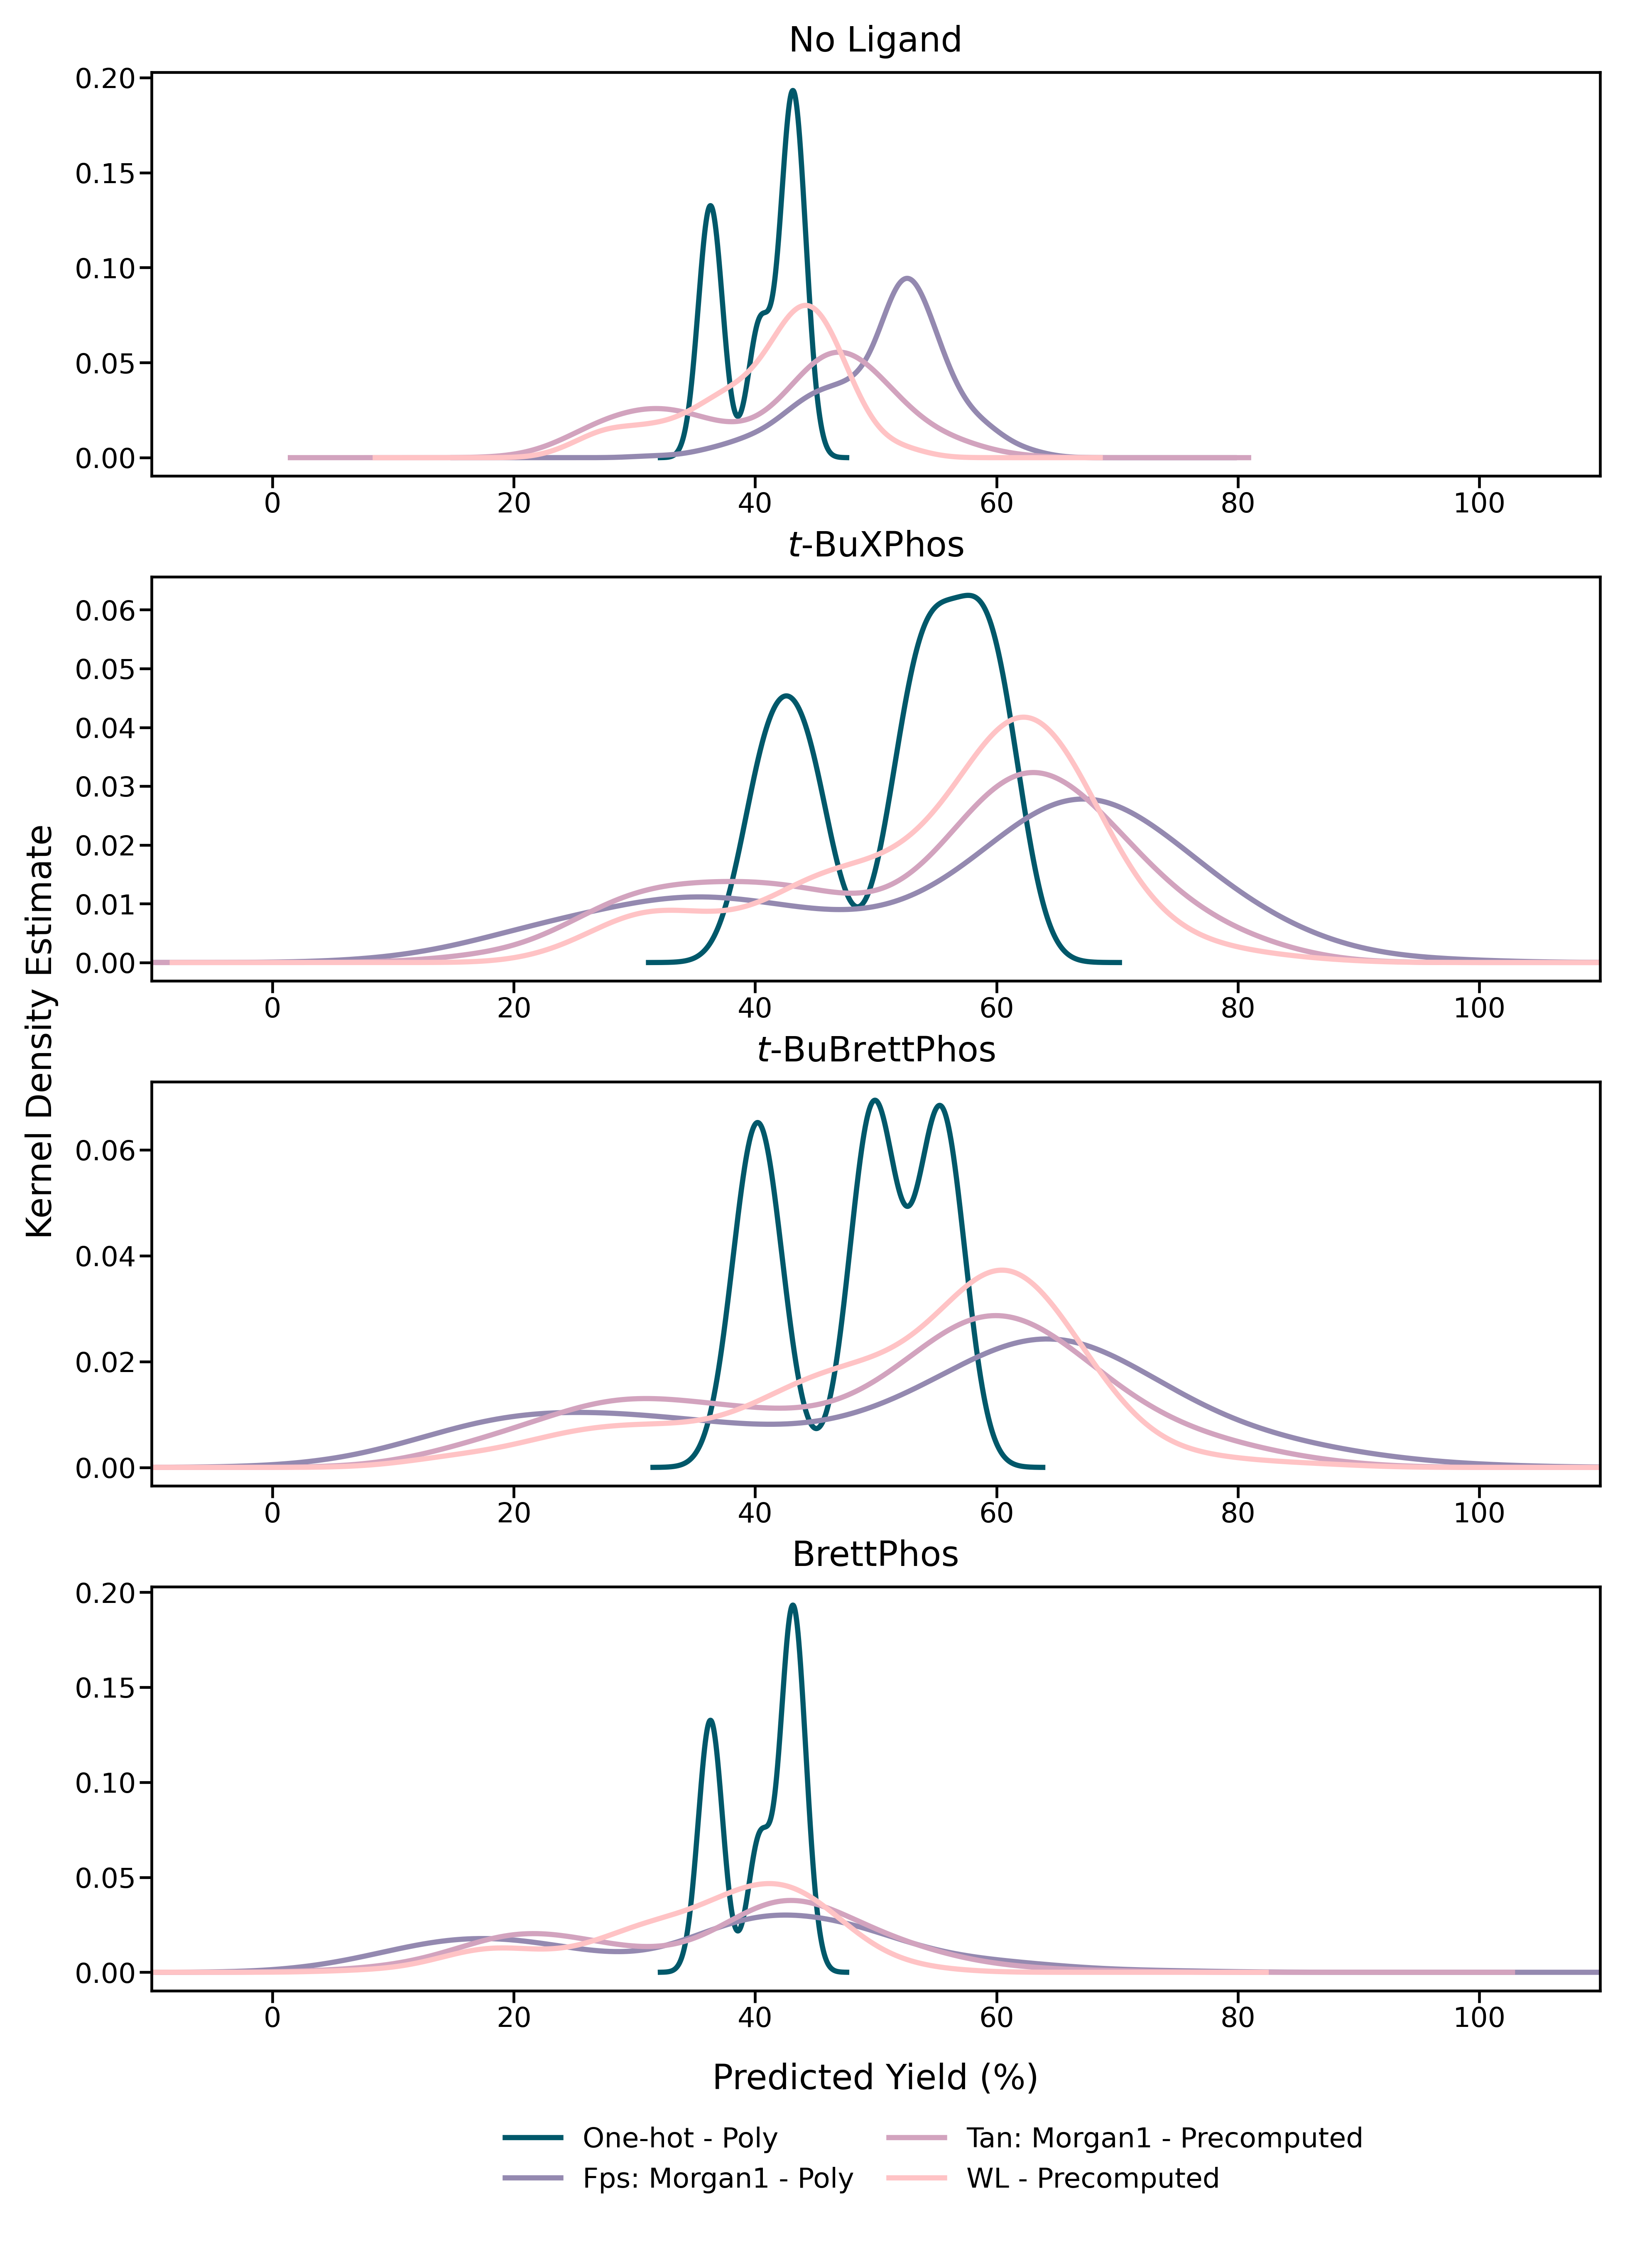 No Ligand
0.20
0.15
0.10
0.05
0.00
0 20 40 60 80 100
t-BuXPhos
0.06
0.05
0.04
0.03
0.02
0.01
0.00
0 20 40 60 80 100
Kernel Density Estimate
t-BuBrettPhos
0.06
0.04
0.02
0.00
0 20 40 60 80 100
BrettPhos
0.20
0.15
0.10
0.05
0.00
0 20 40 60 80 100
Predicted Yield (%)
One-hot - Poly
Fps: Morgan1 - Poly
Tan: Morgan1 - Precomputed
WL - Precomputed